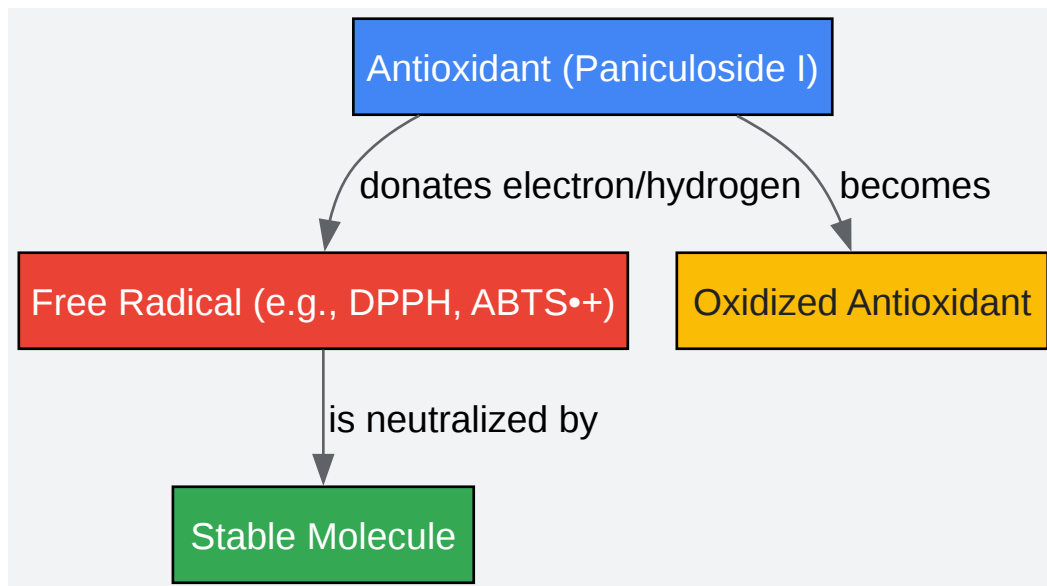 Antioxidant (Paniculoside I)
donates electron/hydrogen
becomes
Free Radical (e.g., DPPH, ABTS•+)
Oxidized Antioxidant
is neutralized by
Stable Molecule